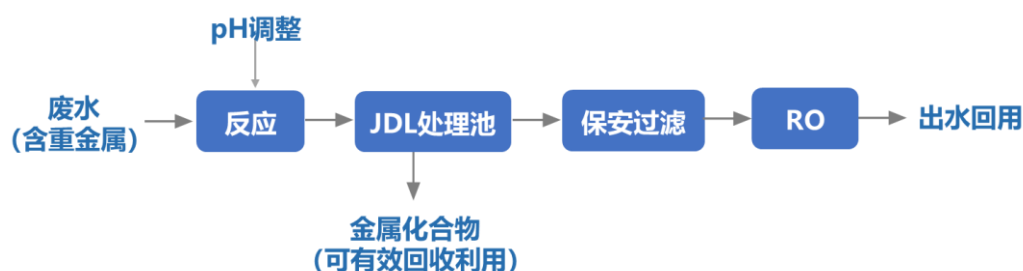 pH调整
废水
(含重金属)
反应
JDL处理池
保安过滤
RO
出水回用
金属化合物
(可有效回收利用)